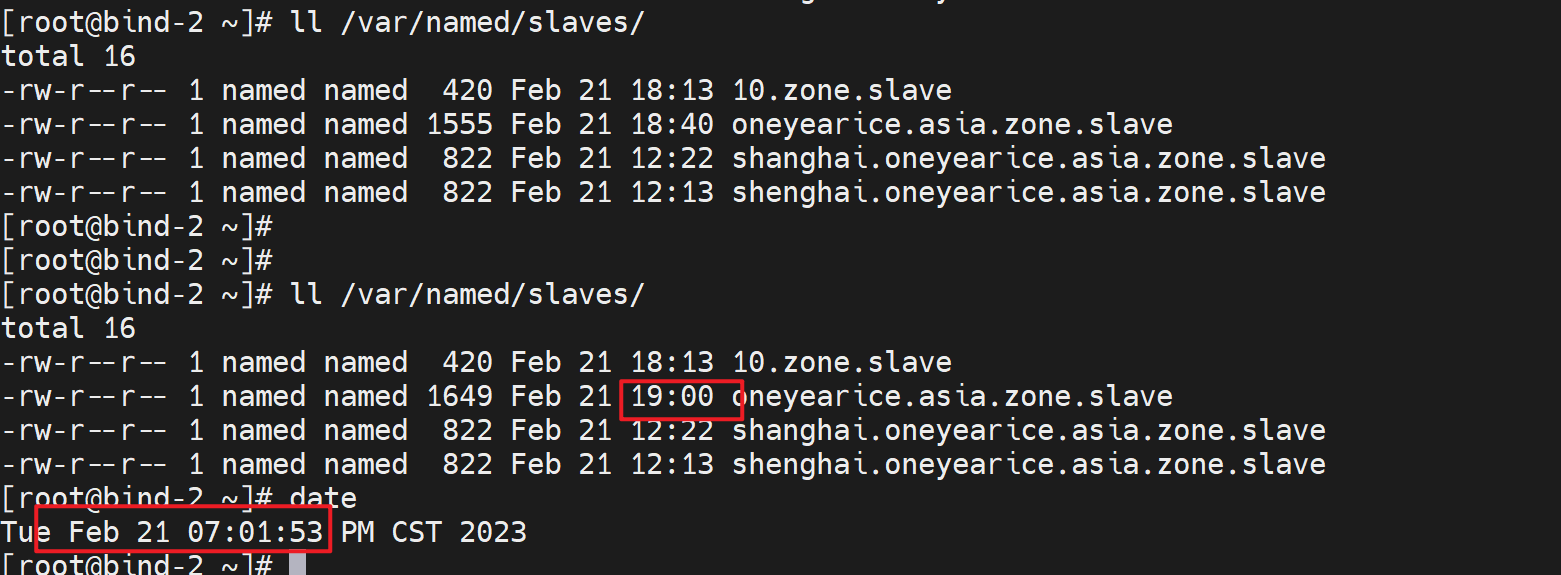 [root@bind-2 ~]# ll /var/named/slaves/
total 16
-rw-r--r-- 1 named named  420 Feb 21 18:13 10.zone.slave
-rw-r--r-- 1 named named 1555 Feb 21 18:40 oneyearice.asia.zone.slave
-rw-r--r-- 1 named named  822 Feb 21 12:22 shanghai.oneyearice.asia.zone.slave
-rw-r--r-- 1 named named  822 Feb 21 12:13 shenghai.oneyearice.asia.zone.slave
[root@bind-2 ~]#
[root@bind-2 ~]#
[root@bind-2 ~]# ll /var/named/slaves/
total 16
-rw-r--r-- 1 named named  420 Feb 21 18:13 10.zone.slave
-rw-r--r-- 1 named named 1649 Feb 21 19:00 oneyearice.asia.zone.slave
-rw-r--r-- 1 named named  822 Feb 21 12:22 shanghai.oneyearice.asia.zone.slave
-rw-r--r-- 1 named named  822 Feb 21 12:13 shenghai.oneyearice.asia.zone.slave
[root@bind-2 ~]# date
Tue Feb 21 07:01:53 PM CST 2023
[root@bind-2 ~]#